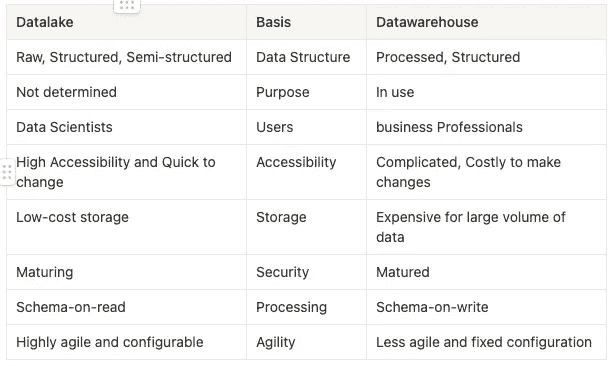 Datalake Basis Datawarehouse
Raw, Structured, Semi-structured Data Structure Processed, Structured
Not determined Purpose In use
Data Scientists Users business Professionals
High Accessibility and Quick to change Accessibility Complicated, Costly to make changes
Low-cost storage Storage Expensive for large volume of data
Maturing Security Matured
Schema-on-read Processing Schema-on-write
Highly agile and configurable Agility Less agile and fixed configuration